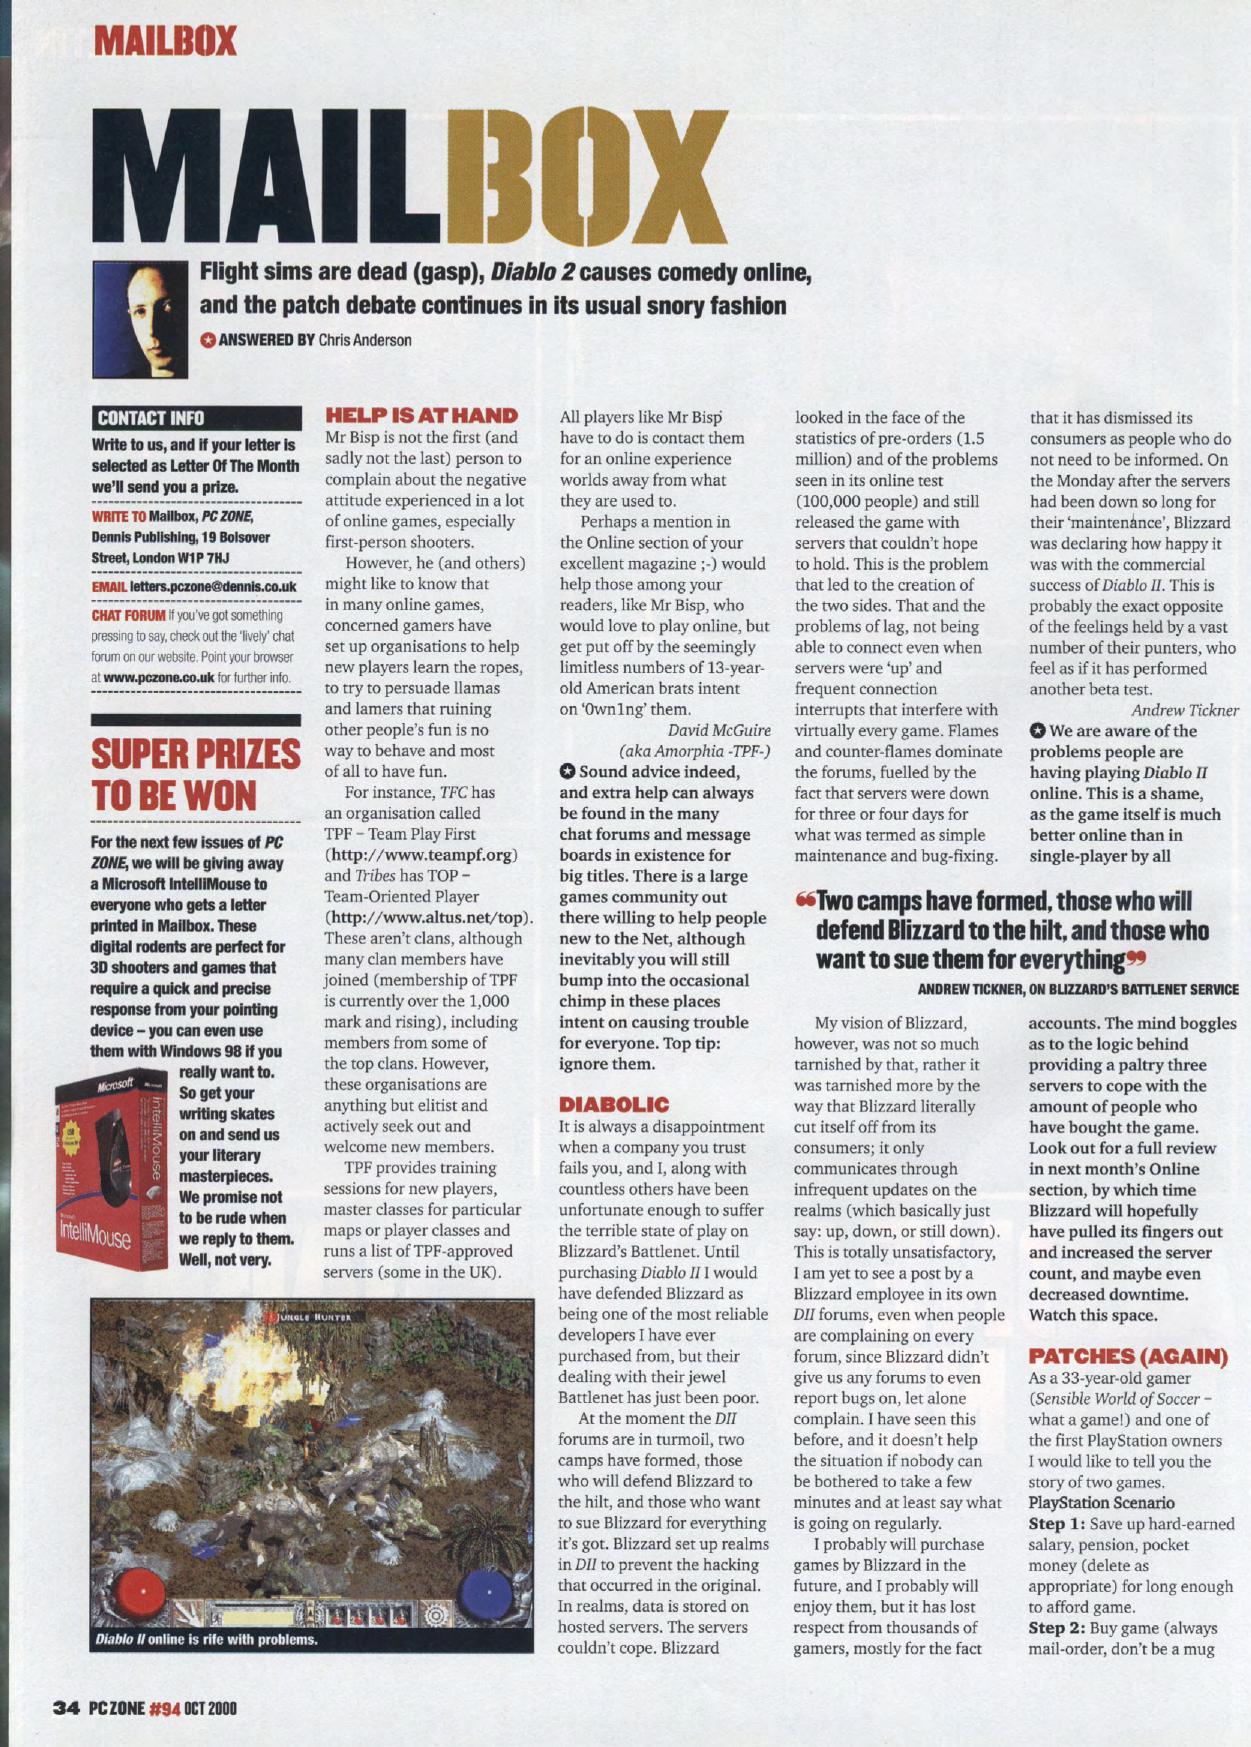 MAILBOX
MAILBOX
Flight sims are dead (gasp), Diablo 2 causes comedy online,
and the patch debate continues in its usual snory fashion
ANSWERED BY Chris Anderson
CONTACT INFO
Write to us, and if your letter is
selected as Letter Of The Month
we'll send you a prize.
WRITE TO Mailbox, PC ZONE,
Dennis Publishing, 19 Bolsover
Street, London W1P 7HJ
EMAIL letters.pczone@dennis.co.uk
CHAT FORUM If you've got something
pressing to say, check out the 'lively' chat
forum on our website. Point your browser
at www.pczone.co.uk for further info.
SUPER PRIZES
TO BE WON
For the next few issues of PC
ZONE, we will be giving away
a Microsoft IntelliMouse to
everyone who gets a letter
printed in Mailbox. These
digital rodents are perfect for
3D shooters and games that
require a quick and precise
response from your pointing
device – you can even use
them with Windows 98 if you
really want to.
So get your
writing skates
on and send us
your literary
masterpieces.
We promise not
to be rude when
we reply to them.
Well, not very.
Microsoft
IntelliMouse
IntelliMouse
HELP IS AT HAND
Mr Bisp is not the first (and
sadly not the last) person to
complain about the negative
attitude experienced in a lot
of online games, especially
first-person shooters.
However, he (and others)
might like to know that
in many online games,
concerned gamers have
set up organisations to help
new players learn the ropes,
to try to persuade llamas
and lamers that ruining
other people's fun is no
way to behave and most
of all to have fun.
For instance, TFC has
an organisation called
TPF – Team Play First
(http://www.teampf.org)
and Tribes has TOP –
Team-Oriented Player
(http://www.altus.net/top).
These aren't clans, although
many clan members have
joined (membership of TPF
is currently over the 1,000
mark and rising), including
members from some of
the top clans. However,
these organisations are
anything but elitist and
actively seek out and
welcome new members.
TPF provides training
sessions for new players,
master classes for particular
maps or player classes and
runs a list of TPF-approved
servers (some in the UK).
JUNGLE HUNTER
Diablo II online is rife with problems.
All players like Mr Bisp
have to do is contact them
for an online experience
worlds away from what
they are used to.
Perhaps a mention in
the Online section of your
excellent magazine ;-) would
help those among your
readers, like Mr Bisp, who
would love to play online, but
get put off by the seemingly
limitless numbers of 13-year-
old American brats intent
on '0wn1ng' them.
David McGuire
(aka Amorphia -TPF-)
Sound advice indeed,
and extra help can always
be found in the many
chat forums and message
boards in existence for
big titles. There is a large
games community out
there willing to help people
new to the Net, although
inevitably you will still
bump into the occasional
chimp in these places
intent on causing trouble
for everyone. Top tip:
ignore them.
DIABOLIC
It is always a disappointment
when a company you trust
fails you, and I, along with
countless others have been
unfortunate enough to suffer
the terrible state of play on
Blizzard's Battlenet. Until
purchasing Diablo II I would
have defended Blizzard as
being one of the most reliable
developers I have ever
purchased from, but their
dealing with their jewel
Battlenet has just been poor.
At the moment the DII
forums are in turmoil, two
camps have formed, those
who will defend Blizzard to
the hilt, and those who want
to sue Blizzard for everything
it's got. Blizzard set up realms
in DII to prevent the hacking
that occurred in the original.
In realms, data is stored on
hosted servers. The servers
couldn't cope. Blizzard
looked in the face of the
statistics of pre-orders (1.5
million) and of the problems
seen in its online test
(100,000 people) and still
released the game with
servers that couldn't hope
to hold. This is the problem
that led to the creation of
the two sides. That and the
problems of lag, not being
able to connect even when
servers were 'up' and
frequent connection
interrupts that interfere with
virtually every game. Flames
and counter-flames dominate
the forums, fuelled by the
fact that servers were down
for three or four days for
what was termed as simple
maintenance and bug-fixing.
“Two camps have formed, those who will
defend Blizzard to the hilt, and those who
want to sue them for everything”
ANDREW TICKNER, ON BLIZZARD'S BATTLENET SERVICE
My vision of Blizzard,
however, was not so much
tarnished by that, rather it
was tarnished more by the
way that Blizzard literally
cut itself off from its
consumers; it only
communicates through
infrequent updates on the
realms (which basically just
say: up, down, or still down).
This is totally unsatisfactory,
I am yet to see a post by a
Blizzard employee in its own
DII forums, even when people
are complaining on every
forum, since Blizzard didn't
give us any forums to even
report bugs on, let alone
complain. I have seen this
before, and it doesn't help
the situation if nobody can
be bothered to take a few
minutes and at least say what
is going on regularly.
I probably will purchase
games by Blizzard in the
future, and I probably will
enjoy them, but it has lost
respect from thousands of
gamers, mostly for the fact
that it has dismissed its
consumers as people who do
not need to be informed. On
the Monday after the servers
had been down so long for
their 'maintenance', Blizzard
was declaring how happy it
was with the commercial
success of Diablo II. This is
probably the exact opposite
of the feelings held by a vast
number of their punters, who
feel as if it has performed
another beta test.
Andrew Tickner
We are aware of the
problems people are
having playing Diablo II
online. This is a shame,
as the game itself is much
better online than in
single-player by all
accounts. The mind boggles
as to the logic behind
providing a paltry three
servers to cope with the
amount of people who
have bought the game.
Look out for a full review
in next month's Online
section, by which time
Blizzard will hopefully
have pulled its fingers out
and increased the server
count, and maybe even
decreased downtime.
Watch this space.
PATCHES (AGAIN)
As a 33-year-old gamer
(Sensible World of Soccer –
what a game!) and one of
the first PlayStation owners
I would like to tell you the
story of two games.
PlayStation Scenario
Step 1: Save up hard-earned
salary, pension, pocket
money (delete as
appropriate) for long enough
to afford game.
Step 2: Buy game (always
mail-order, don't be a mug
34 PC ZONE #94 OCT 2000